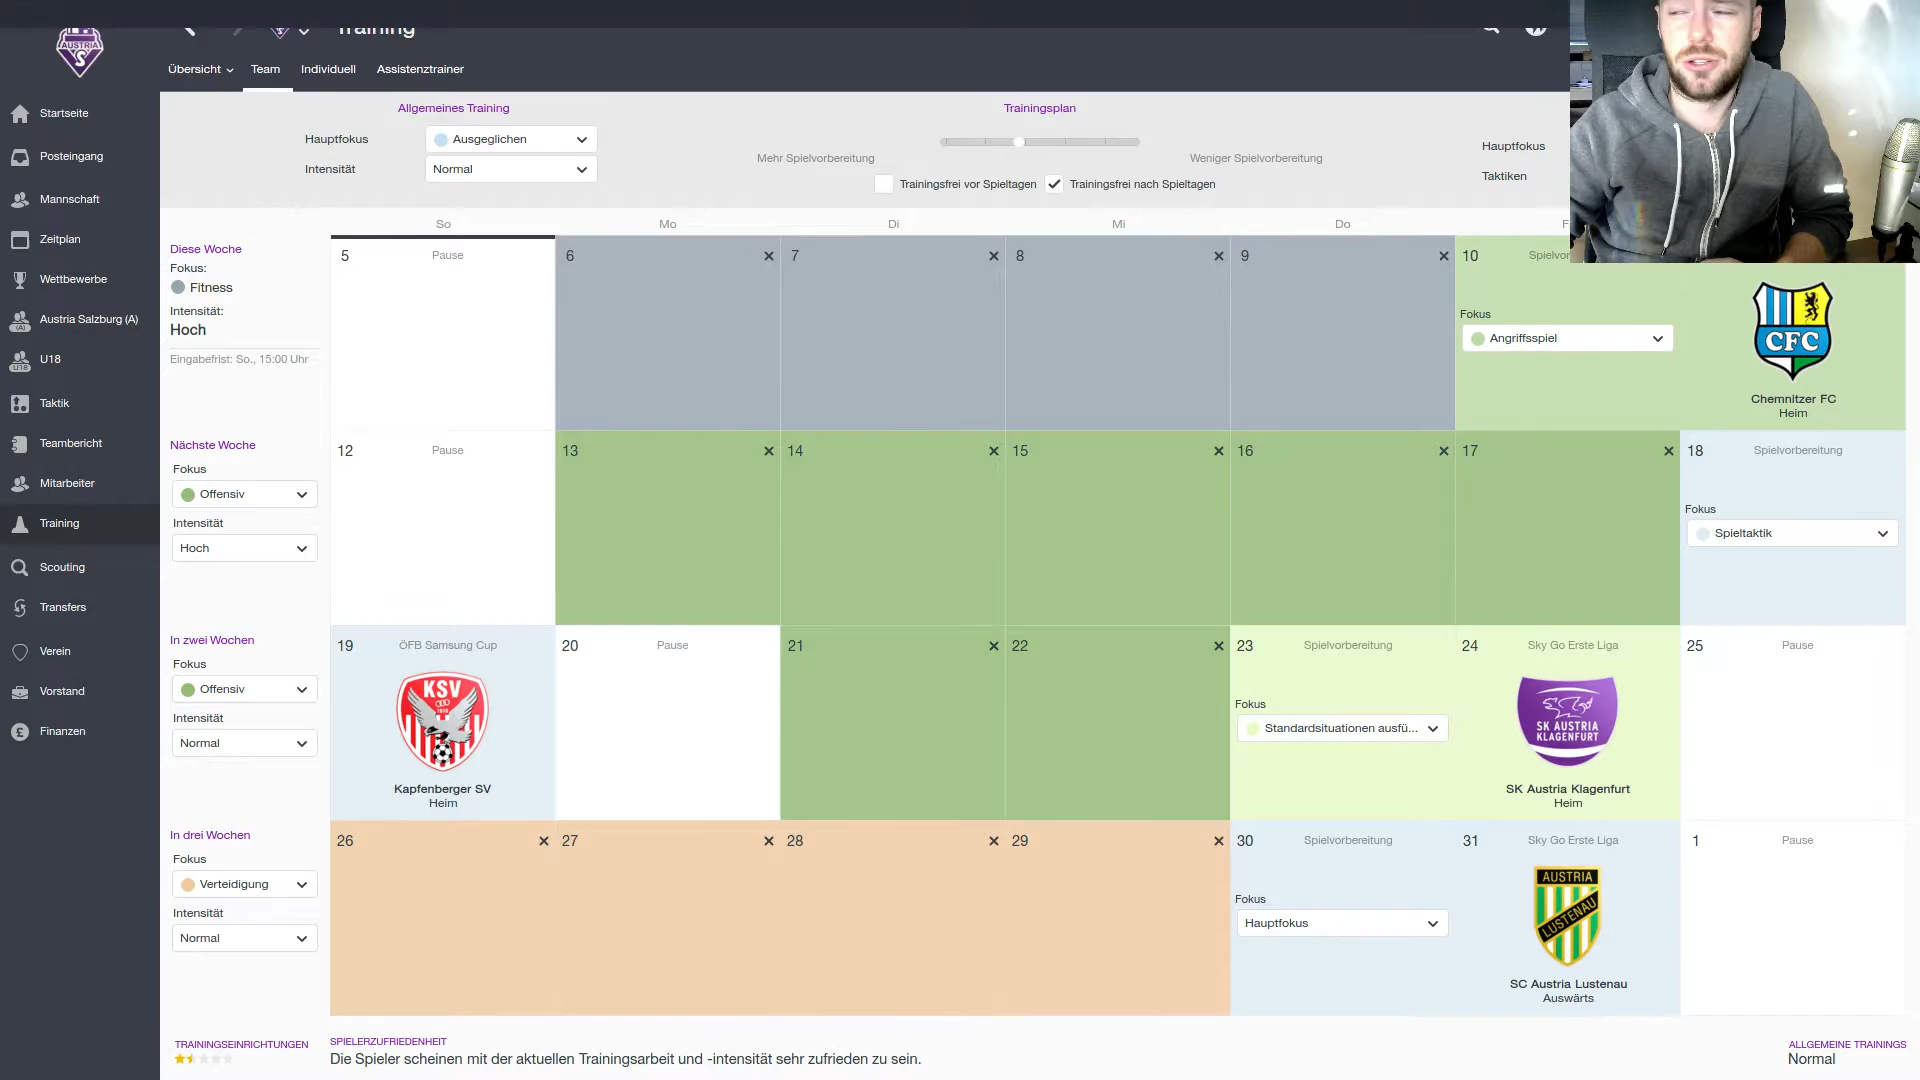 AUSTRIA
S
Training
Übersicht
Team
Individuell
Assistenztrainer
Startseite
Posteingang
Mannschaft
Zeitplan
Wettbewerbe
(A)
Austria Salzburg (A)
U18
U18
Taktik
Teambericht
Mitarbeiter
Training
Scouting
Transfers
Verein
Vorstand
£
Finanzen
Allgemeines Training
Hauptfokus
Ausgeglichen
Intensität
Normal
Trainingsplan
Mehr Spielvorbereitung
Weniger Spielvorbereitung
Trainingsfrei vor Spieltagen
Trainingsfrei nach Spieltagen
Hauptfokus
Taktiken
So
Mo
Di
Mi
Do
F
Diese Woche
Fokus:
Fitness
Intensität:
Hoch
Eingabefrist: So., 15:00 Uhr
5
Pause
6
7
8
9
10
Spielvor
Fokus
Angriffsspiel
CFC
Chemnitzer FC
Heim
Nächste Woche
Fokus
Offensiv
Intensität
Hoch
12
Pause
13
14
15
16
17
18
Spielvorbereitung
Fokus
Spieltaktik
In zwei Wochen
Fokus
Offensiv
Intensität
Normal
19
ÖFB Samsung Cup
KSV
Kapfenberger SV
Heim
20
Pause
21
22
23
Spielvorbereitung
Fokus
Standardsituationen ausfü...
24
Sky Go Erste Liga
SK AUSTRIA
KLAGENFURT
SK Austria Klagenfurt
Heim
25
Pause
In drei Wochen
Fokus
Verteidigung
Intensität
Normal
26
27
28
29
30
Spielvorbereitung
Fokus
Hauptfokus
31
Sky Go Erste Liga
AUSTRIA
LUSTENAU
SC Austria Lustenau
Auswärts
1
Pause
TRAININGSEINRICHTUNGEN
SPIELERZUFRIEDENHEIT
Die Spieler scheinen mit der aktuellen Trainingsarbeit und -intensität sehr zufrieden zu sein.
ALLGEMEINE TRAININGS
Normal